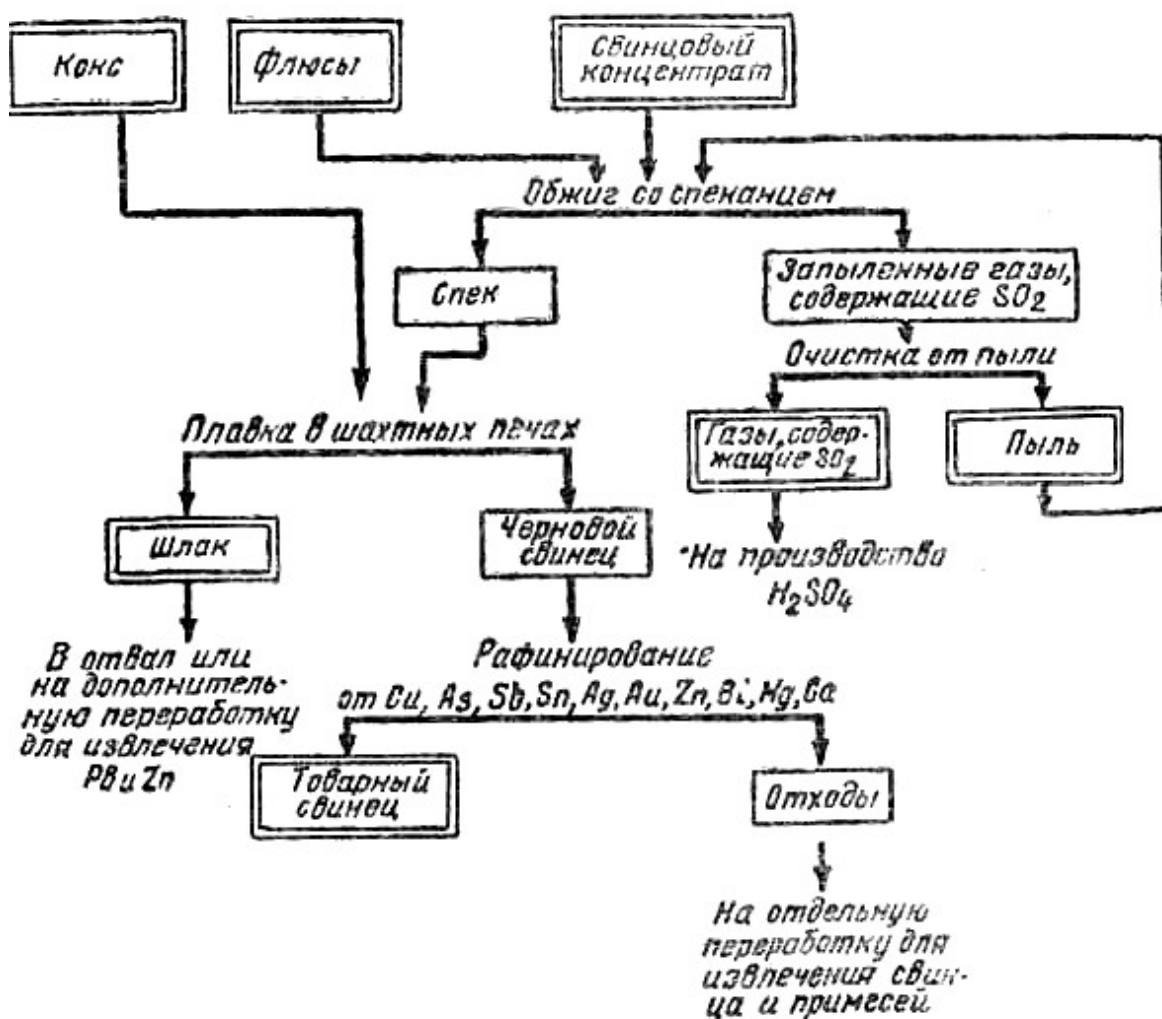 Кокс
Флюсы
Свинцовый
концентрат
Обжиг со спеканием
Спек
Запыленные газы,
содержащие SO₂
Очистка от пыли
Плавка в шахтных печах
Газы, содер-
жащие SO₂
Пыль
Шлак
Черновой
свинец
На производство
H₂SO₄
В отвал или
на дополнитель-
ную переработку
для извлечения
Рв и Zn
Рафинирование
от Cu, As, Sb, Sn, Ag, Au, Zn, Bi, Mg, Ca
Товарный
свинец
Отходы
На отдельную
переработку для
извлечения свин-
ца и примесей